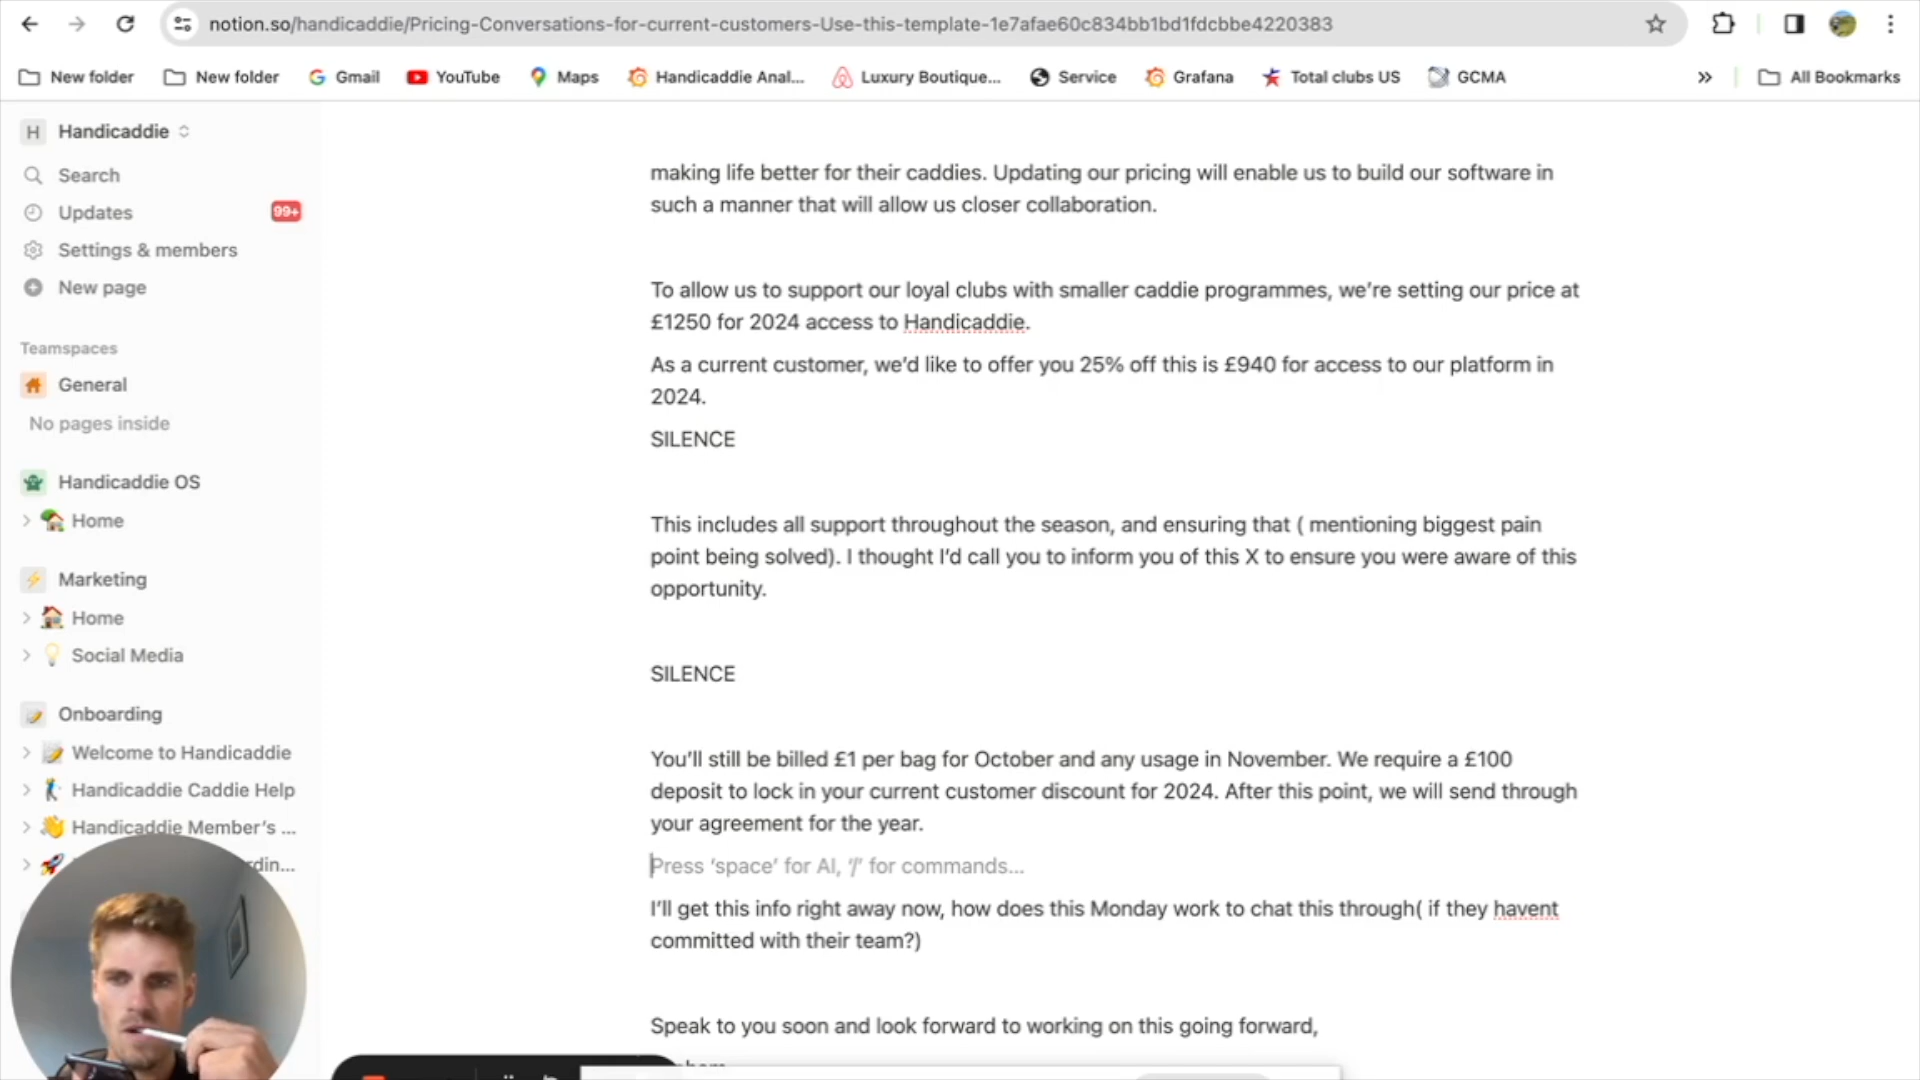 notion.so/handicaddie/Pricing-Conversations-for-current-customers-Use-this-template-1e7afae60c834bb1bd1fdcbbe4220383
New folder
New folder
Gmail
YouTube
Maps
Handicaddie Anal...
Luxury Boutique...
Service
Grafana
Total clubs US
GCMA
»
All Bookmarks
H Handicaddie
Search
Updates 99+
Settings & members
New page
Teamspaces
General
No pages inside
Handicaddie OS
Home
Marketing
Home
Social Media
Onboarding
Welcome to Handicaddie
Handicaddie Caddie Help
Handicaddie Member’s ...
making life better for their caddies. Updating our pricing will enable us to build our software in
such a manner that will allow us closer collaboration.
To allow us to support our loyal clubs with smaller caddie programmes, we’re setting our price at
£1250 for 2024 access to Handicaddie.
As a current customer, we’d like to offer you 25% off this is £940 for access to our platform in
2024.
SILENCE
This includes all support throughout the season, and ensuring that ( mentioning biggest pain
point being solved). I thought I’d call you to inform you of this X to ensure you were aware of this
opportunity.
SILENCE
You’ll still be billed £1 per bag for October and any usage in November. We require a £100
deposit to lock in your current customer discount for 2024. After this point, we will send through
your agreement for the year.
Press ‘space’ for AI, ‘/’ for commands...
I’ll get this info right away now, how does this Monday work to chat this through( if they havent
committed with their team?)
Speak to you soon and look forward to working on this going forward,